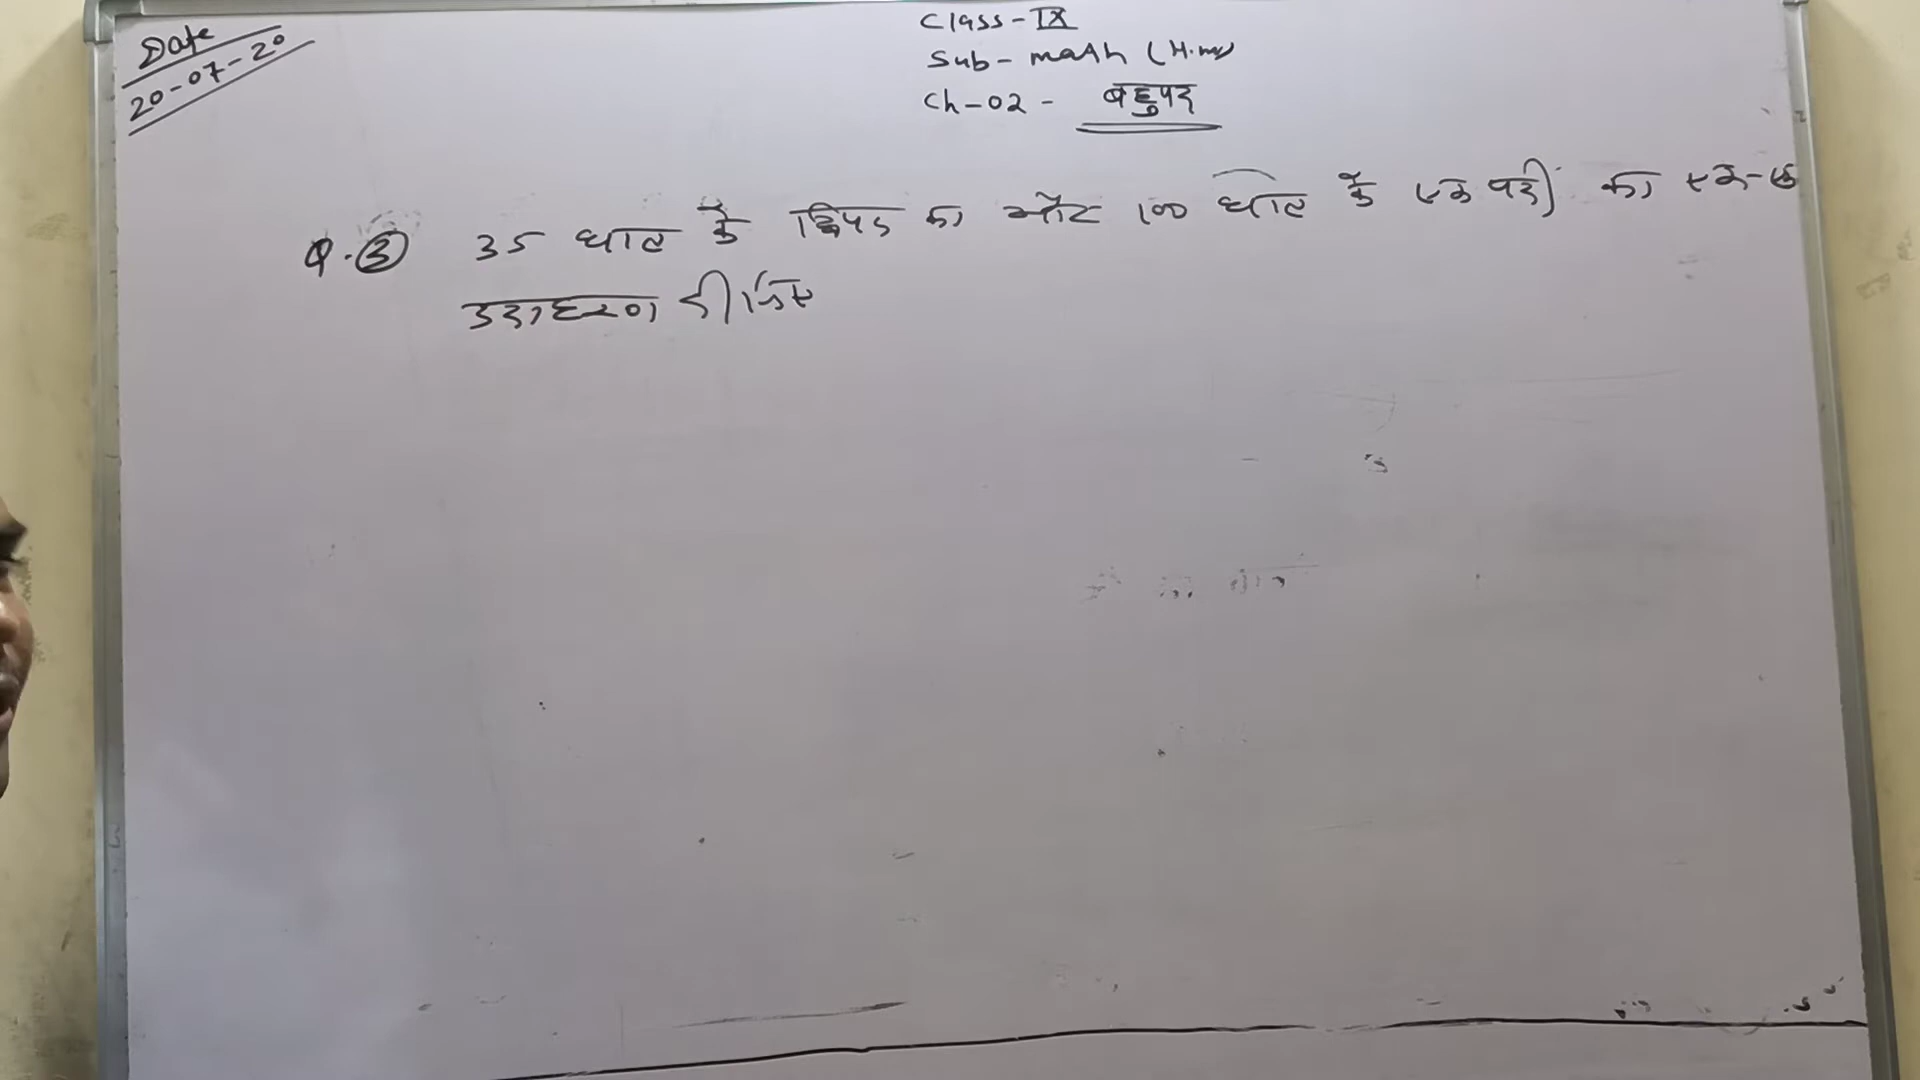 Date
20-07-20
Class-IX
Sub-math (Hin)
Ch-02- बहुपद
Q.③ 35 घात के द्विपद का और 100 घात के एक पदी का एक-एक
उदाहरण दीजिए